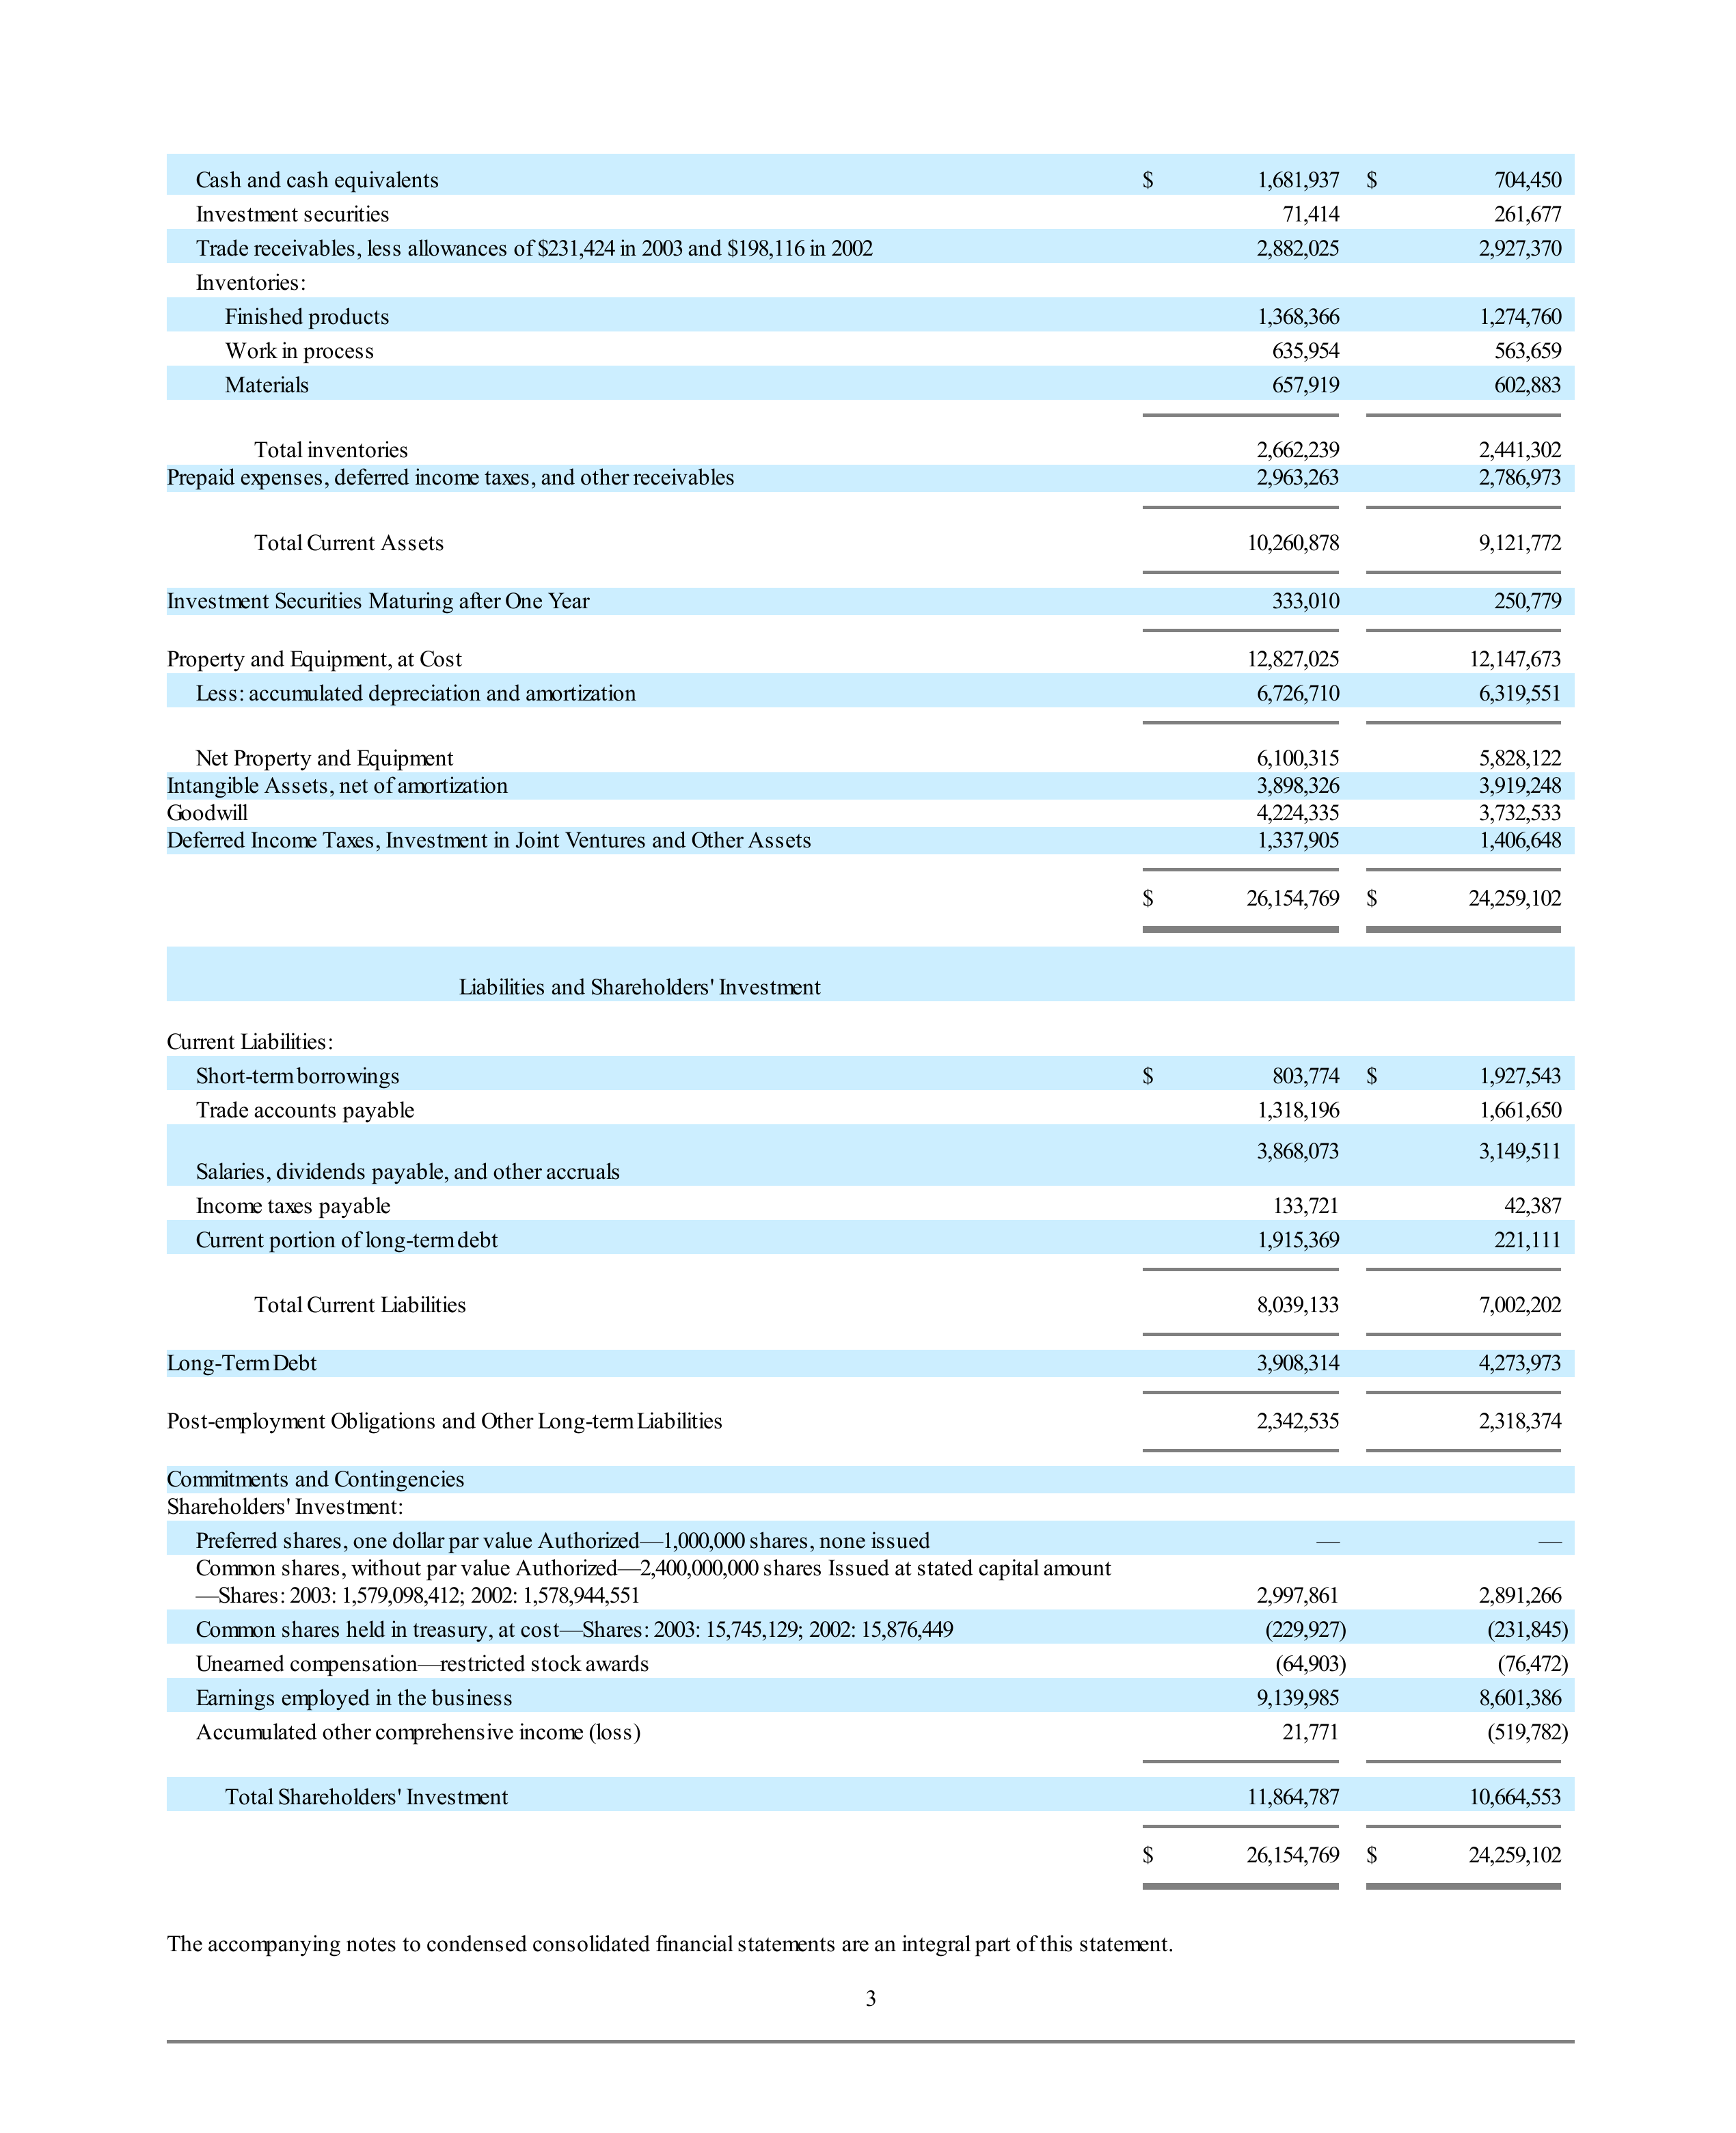 Cash and cash equivalents $ 1,681,937 $ 704,450
Investment securities 71,414 261,677
Trade receivables, less allowances of $231,424 in 2003 and $198,116 in 2002 2,882,025 2,927,370
Inventories:
Finished products 1,368,366 1,274,760
Work in process 635,954 563,659
Materials 657,919 602,883
Total inventories 2,662,239 2,441,302
Prepaid expenses, deferred income taxes, and other receivables 2,963,263 2,786,973
Total Current Assets 10,260,878 9,121,772
Investment Securities Maturing after One Year 333,010 250,779
Property and Equipment, at Cost 12,827,025 12,147,673
Less: accumulated depreciation and amortization 6,726,710 6,319,551
Net Property and Equipment 6,100,315 5,828,122
Intangible Assets, net of amortization 3,898,326 3,919,248
Goodwill 4,224,335 3,732,533
Deferred Income Taxes, Investment in Joint Ventures and Other Assets 1,337,905 1,406,648
$ 26,154,769 $ 24,259,102
Liabilities and Shareholders' Investment
Current Liabilities:
Short-term borrowings $ 803,774 $ 1,927,543
Trade accounts payable 1,318,196 1,661,650
Salaries, dividends payable, and other accruals 3,868,073 3,149,511
Income taxes payable 133,721 42,387
Current portion of long-term debt 1,915,369 221,111
Total Current Liabilities 8,039,133 7,002,202
Long-Term Debt 3,908,314 4,273,973
Post-employment Obligations and Other Long-term Liabilities 2,342,535 2,318,374
Commitments and Contingencies
Shareholders' Investment:
Preferred shares, one dollar par value Authorized—1,000,000 shares, none issued — —
Common shares, without par value Authorized—2,400,000,000 shares Issued at stated capital amount
—Shares: 2003: 1,579,098,412; 2002: 1,578,944,551 2,997,861 2,891,266
Common shares held in treasury, at cost—Shares: 2003: 15,745,129; 2002: 15,876,449 (229,927) (231,845)
Unearned compensation—restricted stock awards (64,903) (76,472)
Earnings employed in the business 9,139,985 8,601,386
Accumulated other comprehensive income (loss) 21,771 (519,782)
Total Shareholders' Investment 11,864,787 10,664,553
$ 26,154,769 $ 24,259,102
The accompanying notes to condensed consolidated financial statements are an integral part of this statement.
3